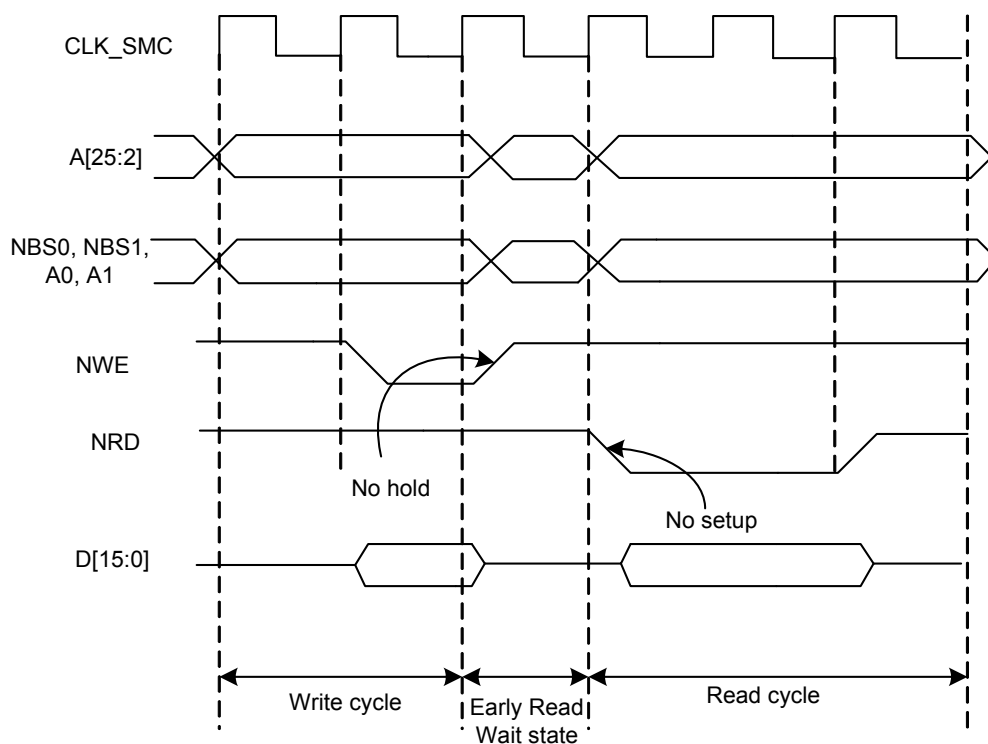 CLK_SMC
A[25:2]
NBS0, NBS1,
A0, A1
NWE
NRD
No hold
No setup
D[15:0]
Write cycle
Early Read
Wait state
Read cycle